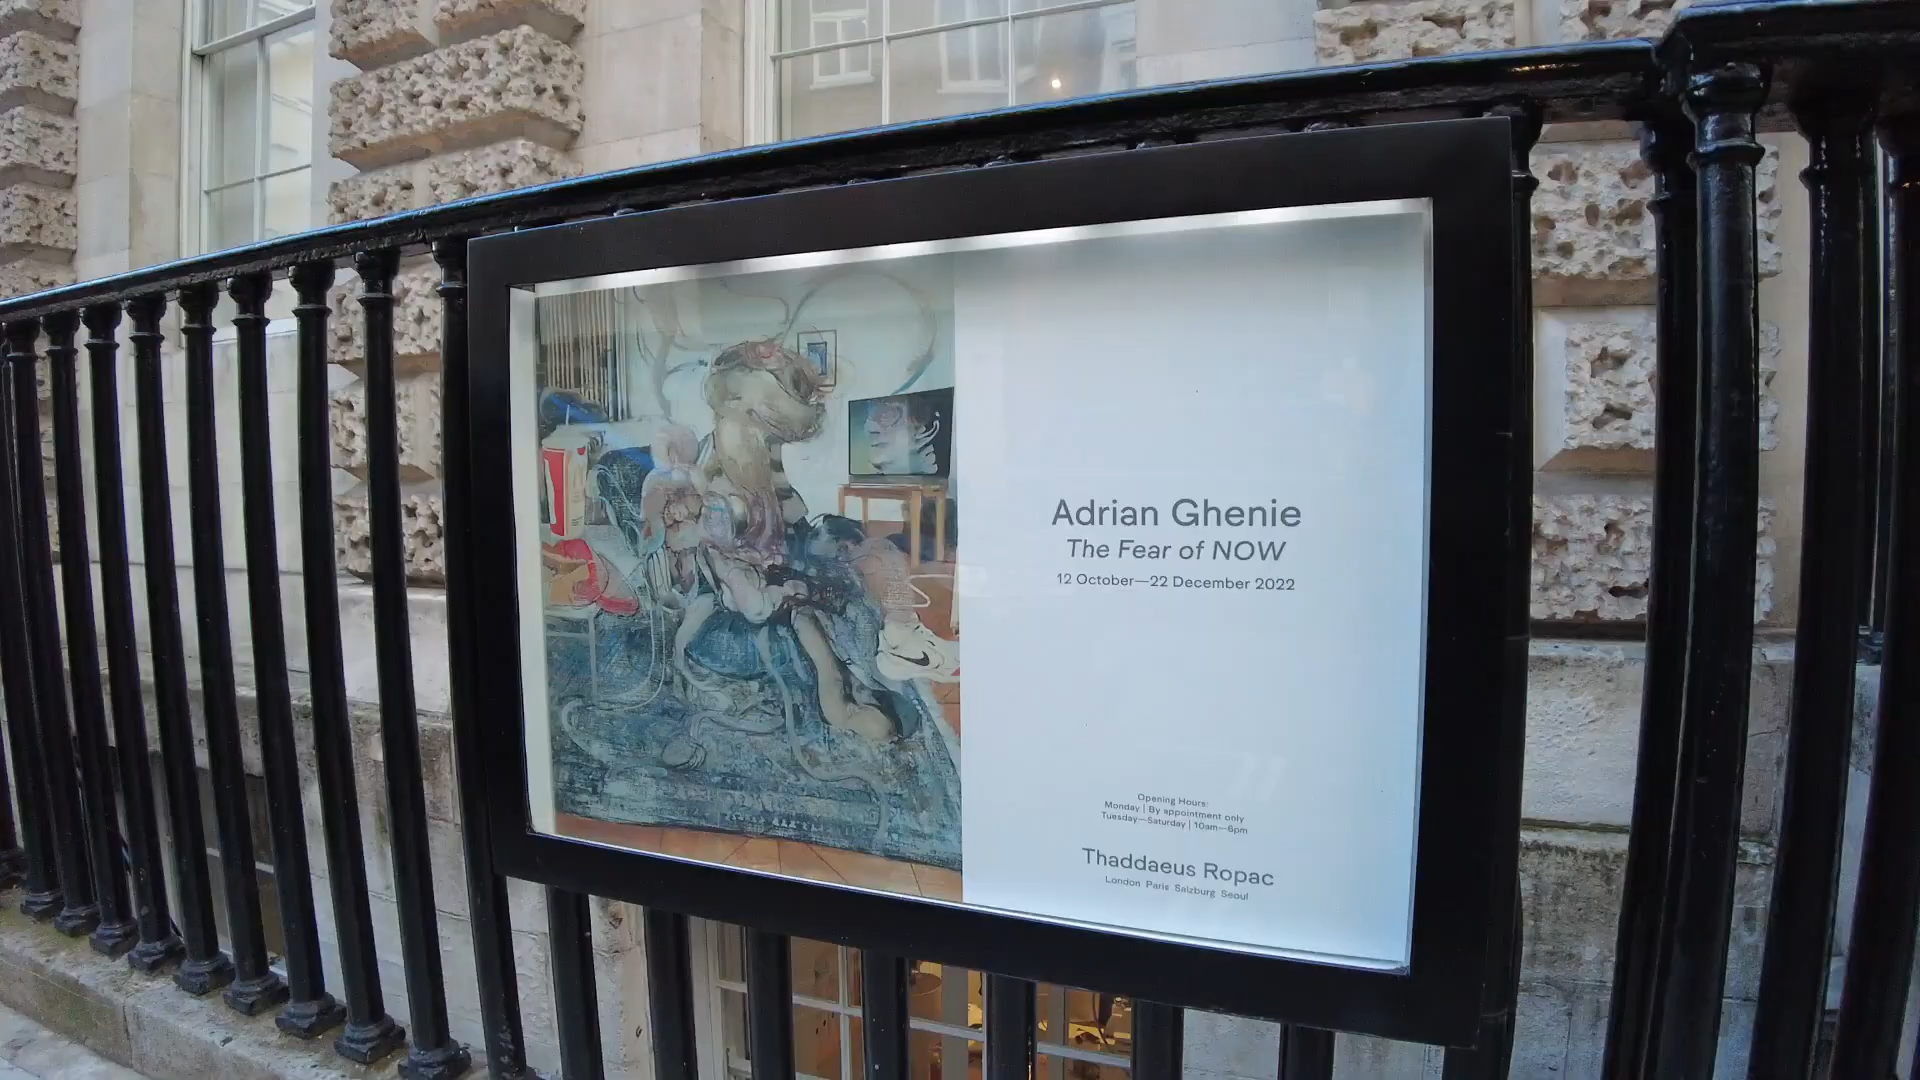 Adrian Ghenie
The Fear of NOW
12 October—22 December 2022
Opening Hours:
Monday | By appointment only
Tuesday—Saturday | 10am—6pm
Thaddaeus Ropac
London Paris Salzburg Seoul